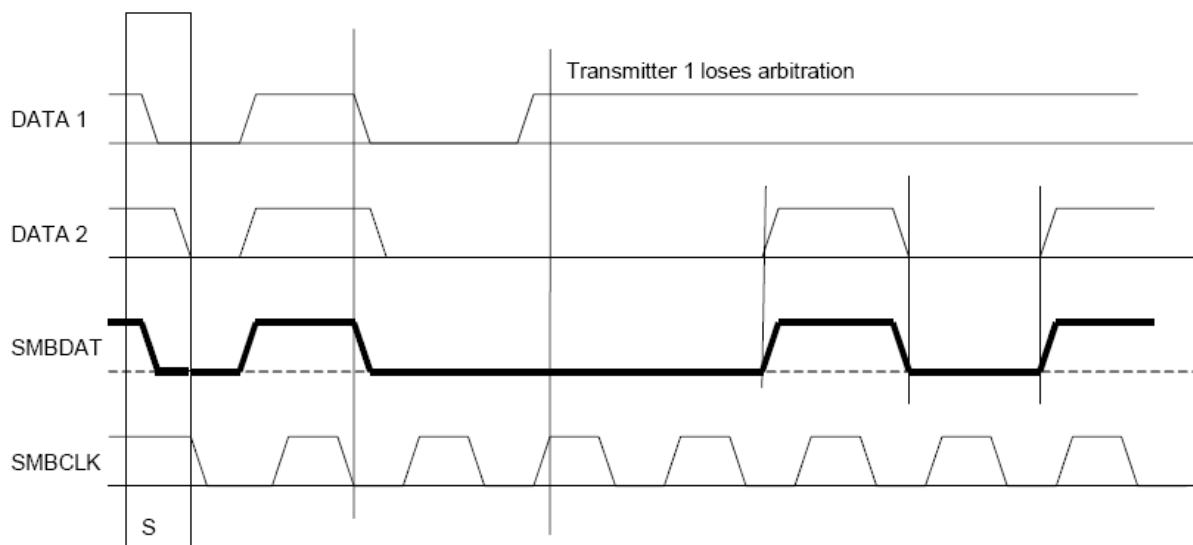 Transmitter 1 loses arbitration
DATA 1
DATA 2
SMBDAT
SMBCLK
S